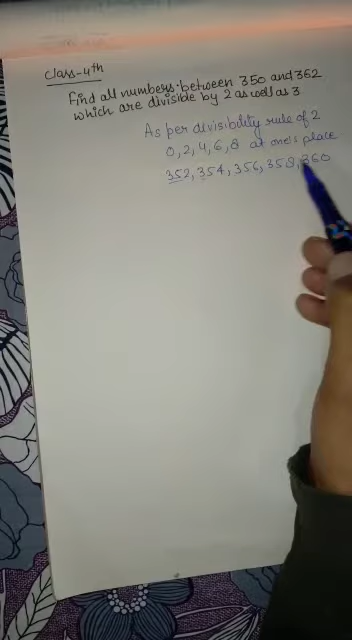 Class-4th
Find all numbers between 350 and 362
which are divisible by 2 as well as 3
As per divisibility rule of 2
0, 2, 4, 6, 8 at one's place
352, 354, 356, 358, 360